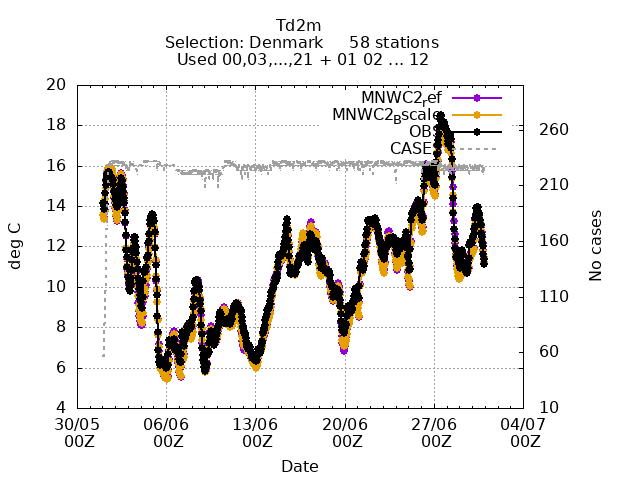 Td2m
Selection: Denmark 58 stations
Used 00,03,...,21 + 01 02 ... 12
MNWC2_ref
MNWC2_Bscale
OBS
CASES
20
18
16
14
12
10
8
6
4
deg C
260
210
160
110
60
10
No cases
30/05 00Z
06/06 00Z
13/06 00Z
20/06 00Z
27/06 00Z
04/07 00Z
Date